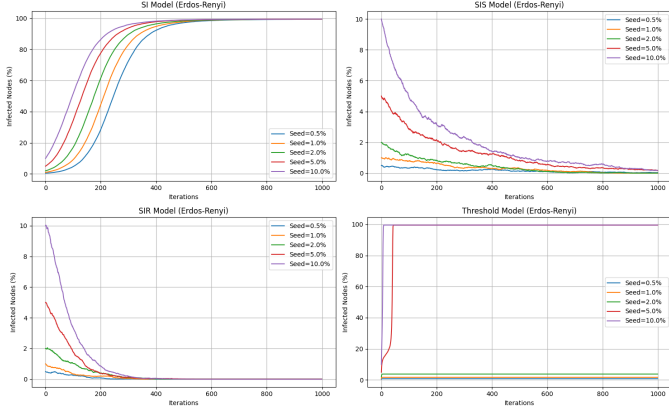 SI Model (Erdos-Renyi)
Infected Nodes (%)
100
80
60
40
20
0
0
200
400
600
800
1000
Iterations
Seed=0.5%
Seed=1.0%
Seed=2.0%
Seed=5.0%
Seed=10.0%
SIS Model (Erdos-Renyi)
Infected Nodes (%)
10
8
6
4
2
0
0
200
400
600
800
1000
Iterations
Seed=0.5%
Seed=1.0%
Seed=2.0%
Seed=5.0%
Seed=10.0%
SIR Model (Erdos-Renyi)
Infected Nodes (%)
10
8
6
4
2
0
0
200
400
600
800
1000
Iterations
Seed=0.5%
Seed=1.0%
Seed=2.0%
Seed=5.0%
Seed=10.0%
Threshold Model (Erdos-Renyi)
Infected Nodes (%)
100
80
60
40
20
0
0
200
400
600
800
1000
Iterations
Seed=0.5%
Seed=1.0%
Seed=2.0%
Seed=5.0%
Seed=10.0%